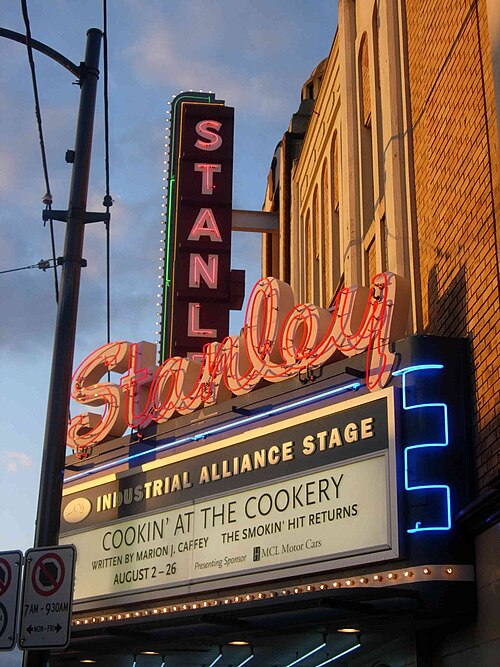 STANL
Stanley
INDUSTRIAL ALLIANCE STAGE
COOKIN' AT THE COOKERY
WRITTEN BY MARION J. CAFFEY THE SMOKIN' HIT RETURNS
AUGUST 2 – 26 Presenting Sponsor MCL Motor Cars
7AM - 9:30AM
MON-FRI